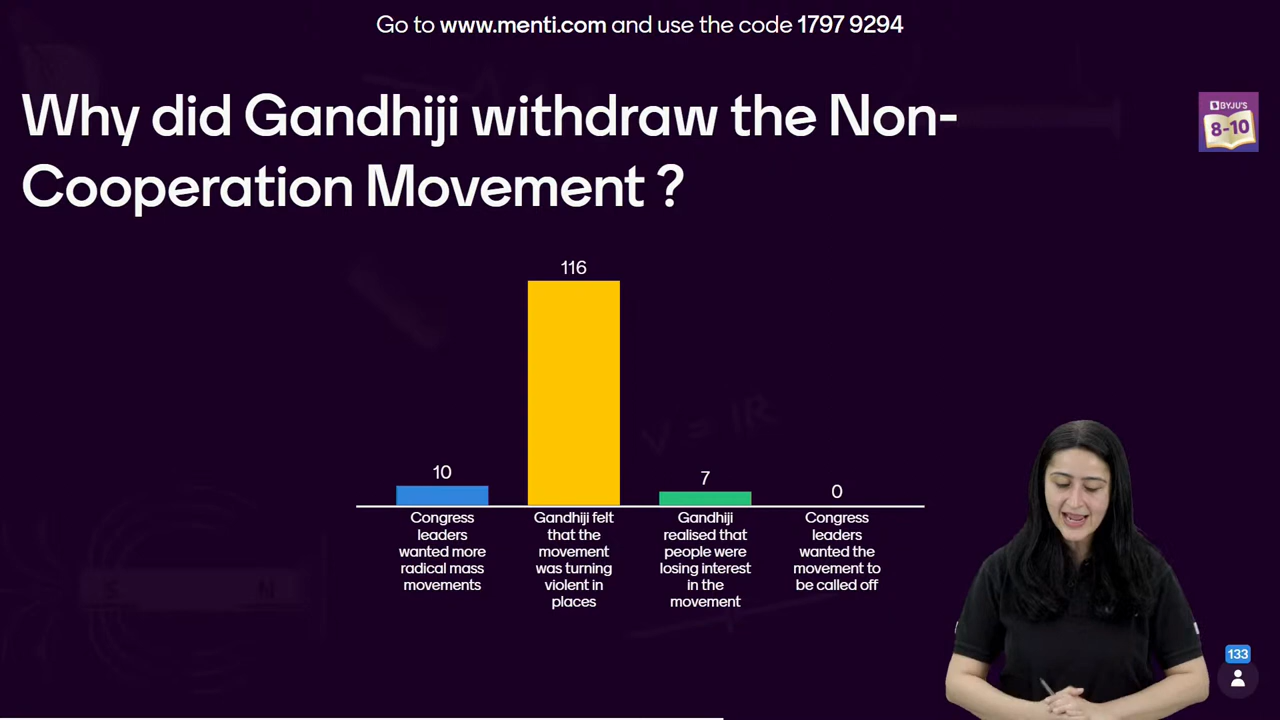 Go to www.menti.com and use the code 1797 9294
Why did Gandhiji withdraw the Non-
Cooperation Movement ?
BYJU'S
8-10
116
10
7
0
Congress
leaders
wanted more
radical mass
movements
Gandhiji felt
that the
movement
was turning
violent in
places
Gandhiji
realised that
people were
losing interest
in the
movement
Congress
leaders
wanted the
movement to
be called off
V = IR
S N
133